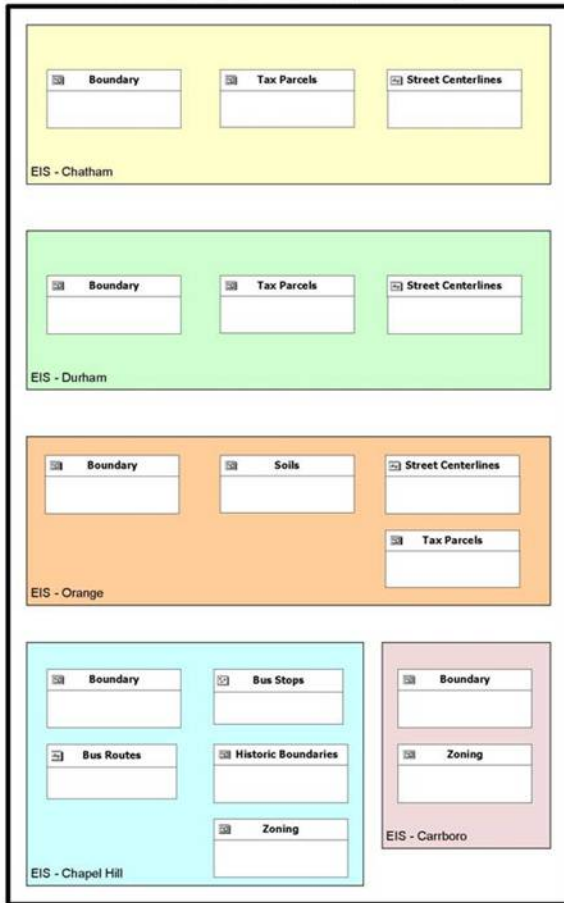 Boundary
Tax Parcels
Street Centerlines
EIS - Chatham
Boundary
Tax Parcels
Street Centerlines
EIS - Durham
Boundary
Soils
Street Centerlines
Tax Parcels
EIS - Orange
Boundary
Bus Stops
Bus Routes
Historic Boundaries
Zoning
EIS - Chapel Hill
Boundary
Zoning
EIS - Carrboro